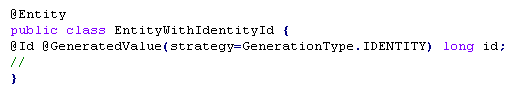 @Entity
public class EntityWithIdentityId {
@Id @GeneratedValue(strategy=GenerationType.IDENTITY) long id;
//
}